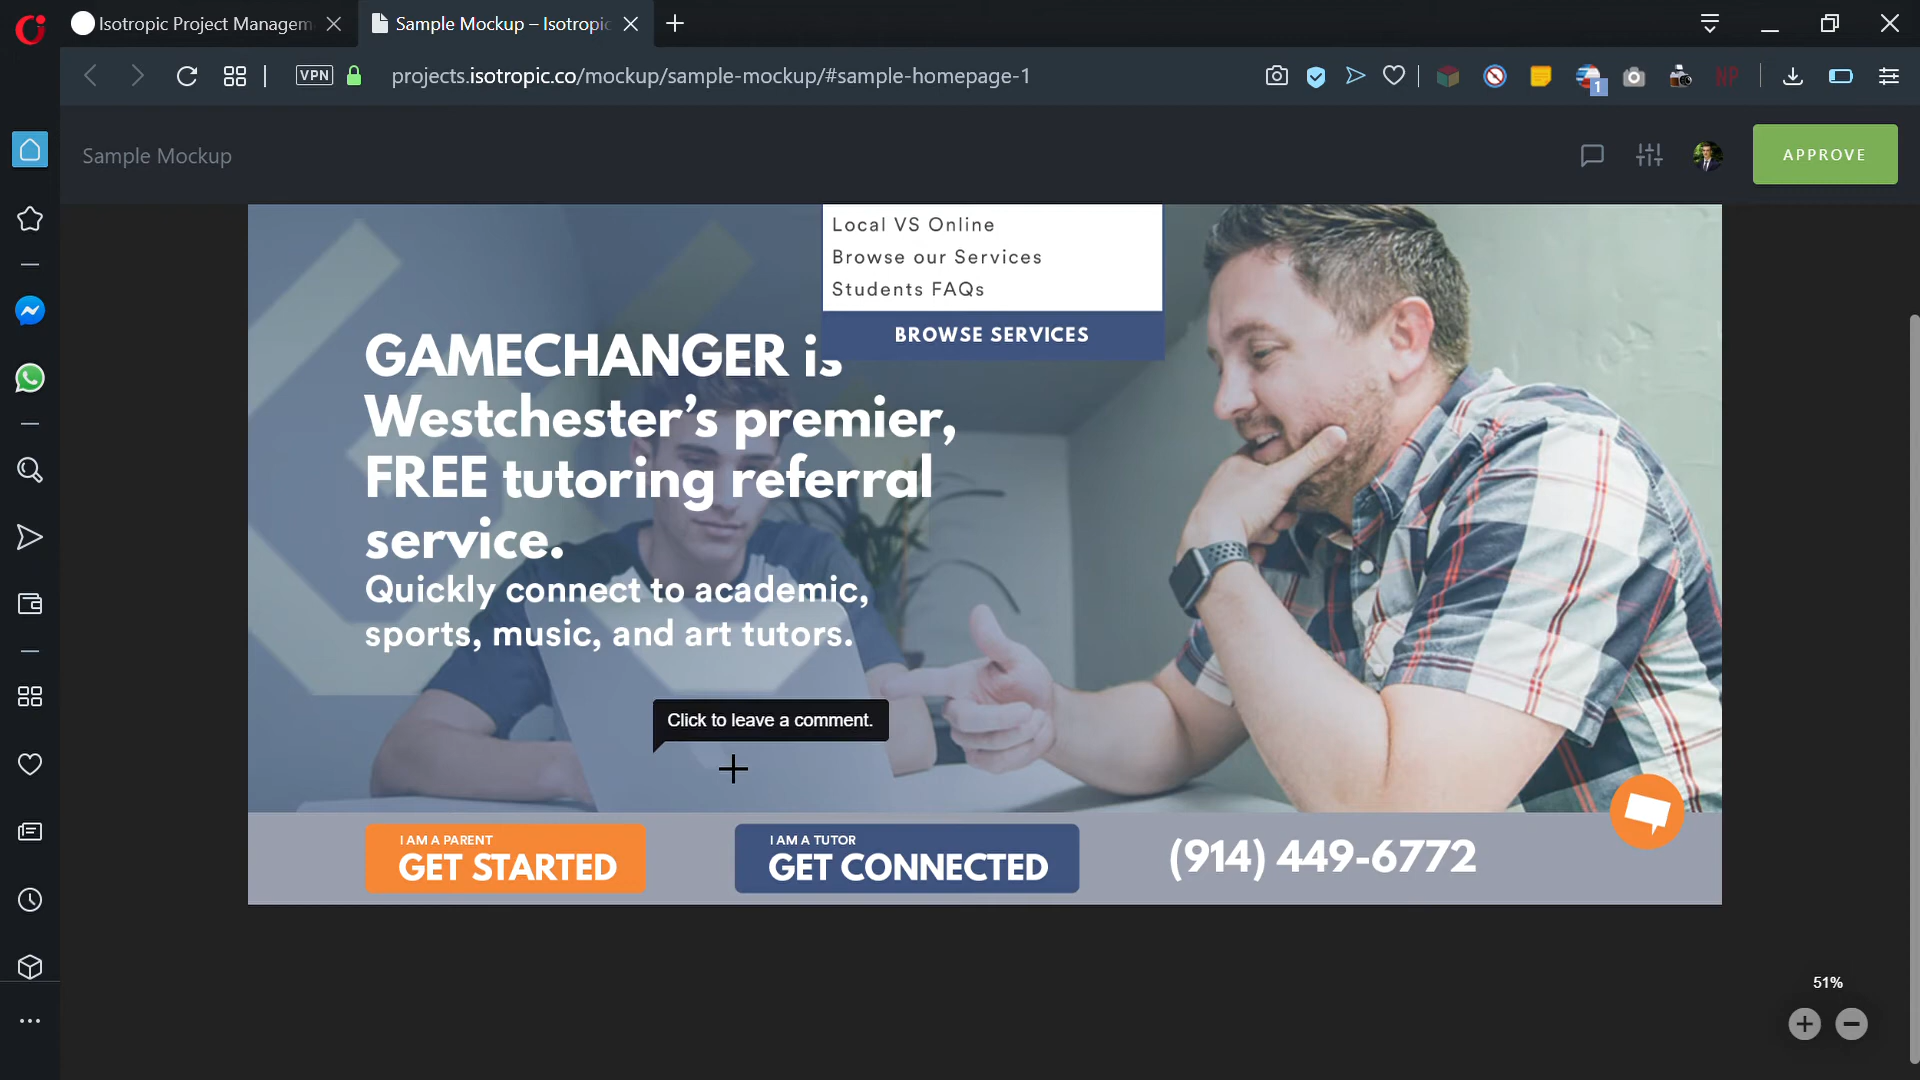 Isotropic Project Managem
Sample Mockup – Isotropic
VPN
projects.isotropic.co/mockup/sample-mockup/#sample-homepage-1
1
NP
Sample Mockup
APPROVE
Local VS Online
Browse our Services
Students FAQs
BROWSE SERVICES
GAMECHANGER is
Westchester’s premier,
FREE tutoring referral
service.
Quickly connect to academic,
sports, music, and art tutors.
Click to leave a comment.
I AM A PARENT
GET STARTED
I AM A TUTOR
GET CONNECTED
(914) 449-6772
51%